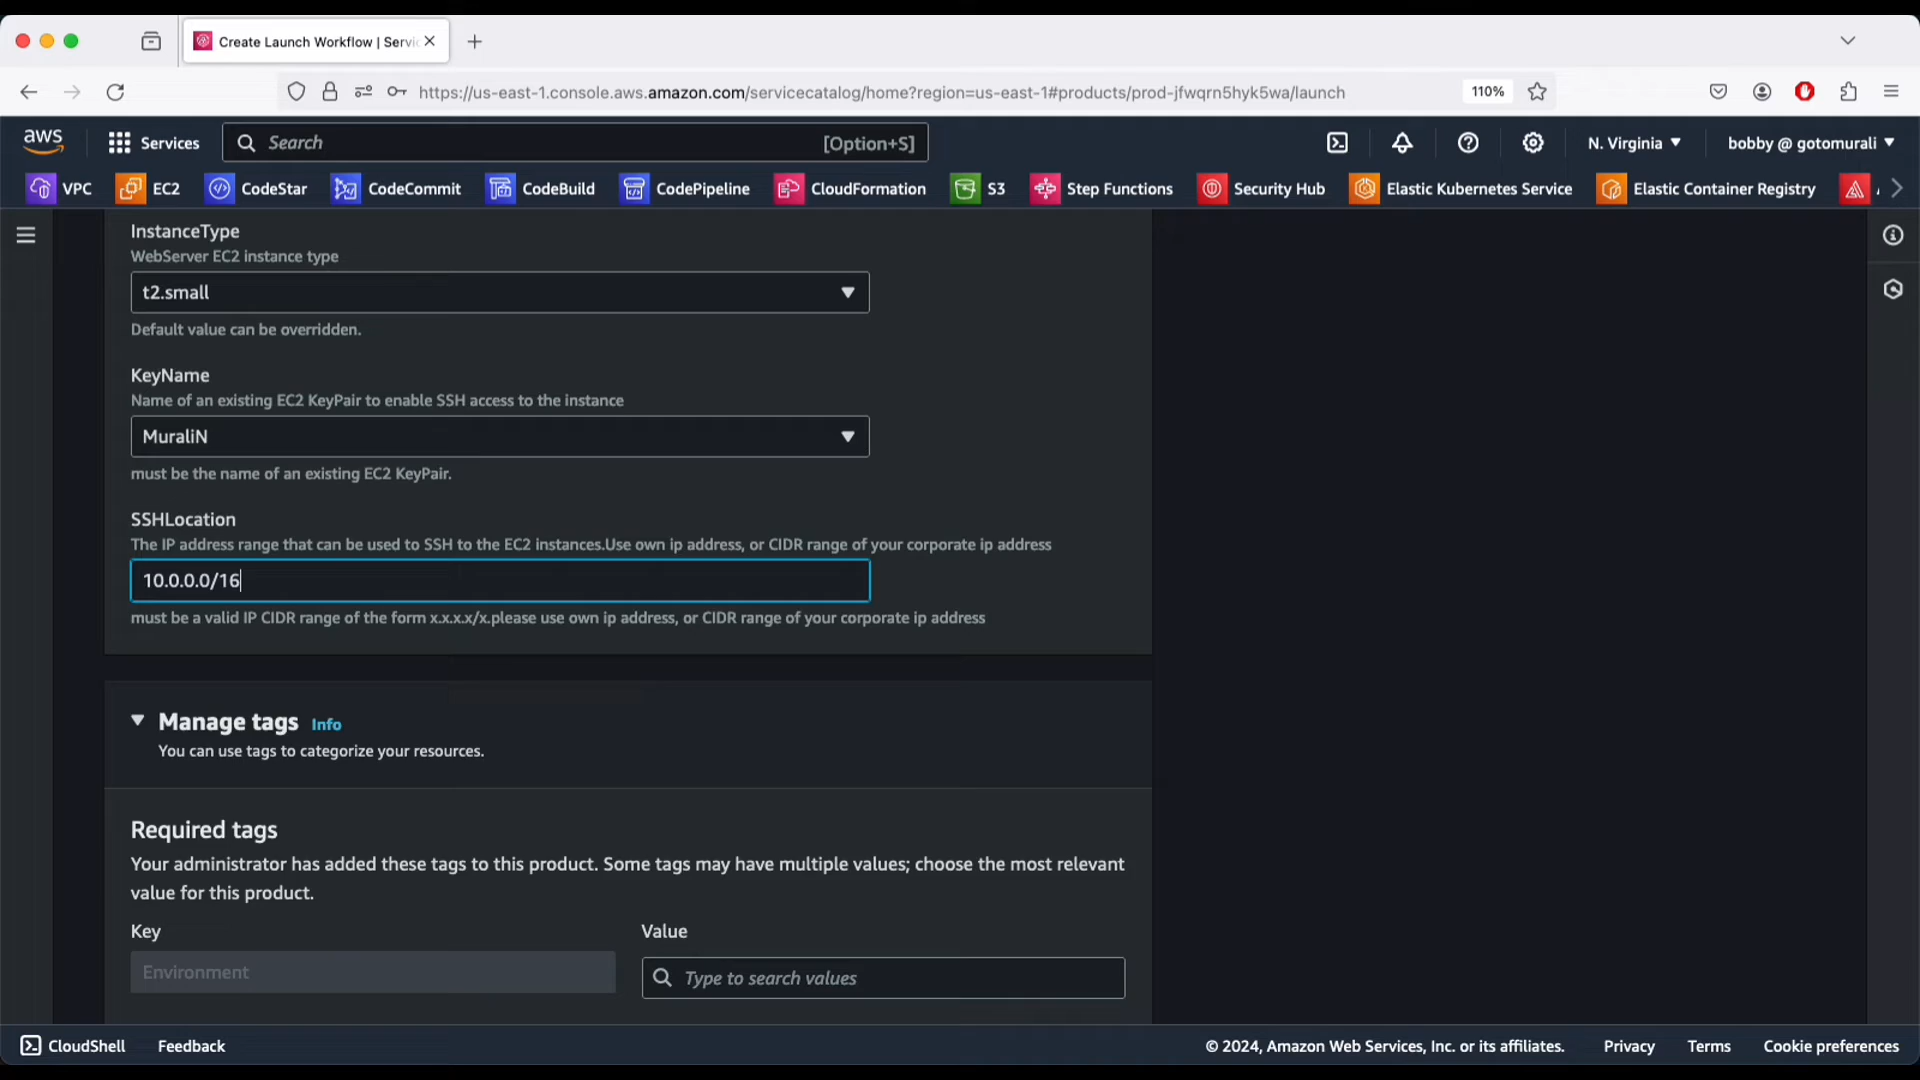 Create Launch Workflow | Servic
https://us-east-1.console.aws.amazon.com/servicecatalog/home?region=us-east-1#products/prod-jfwqrn5hyk5wa/launch
110%
aws
Services
Search
[Option+S]
N. Virginia
bobby @ gotomurali
VPC
EC2
CodeStar
CodeCommit
CodeBuild
CodePipeline
CloudFormation
S3
Step Functions
Security Hub
Elastic Kubernetes Service
Elastic Container Registry
InstanceType
WebServer EC2 instance type
t2.small
Default value can be overridden.
KeyName
Name of an existing EC2 KeyPair to enable SSH access to the instance
MuraliN
must be the name of an existing EC2 KeyPair.
SSHLocation
The IP address range that can be used to SSH to the EC2 instances.Use own ip address, or CIDR range of your corporate ip address
10.0.0.0/16
must be a valid IP CIDR range of the form x.x.x.x/x.please use own ip address, or CIDR range of your corporate ip address
Manage tags Info
You can use tags to categorize your resources.
Required tags
Your administrator has added these tags to this product. Some tags may have multiple values; choose the most relevant
value for this product.
Key
Value
Environment
Type to search values
CloudShell
Feedback
© 2024, Amazon Web Services, Inc. or its affiliates.
Privacy
Terms
Cookie preferences